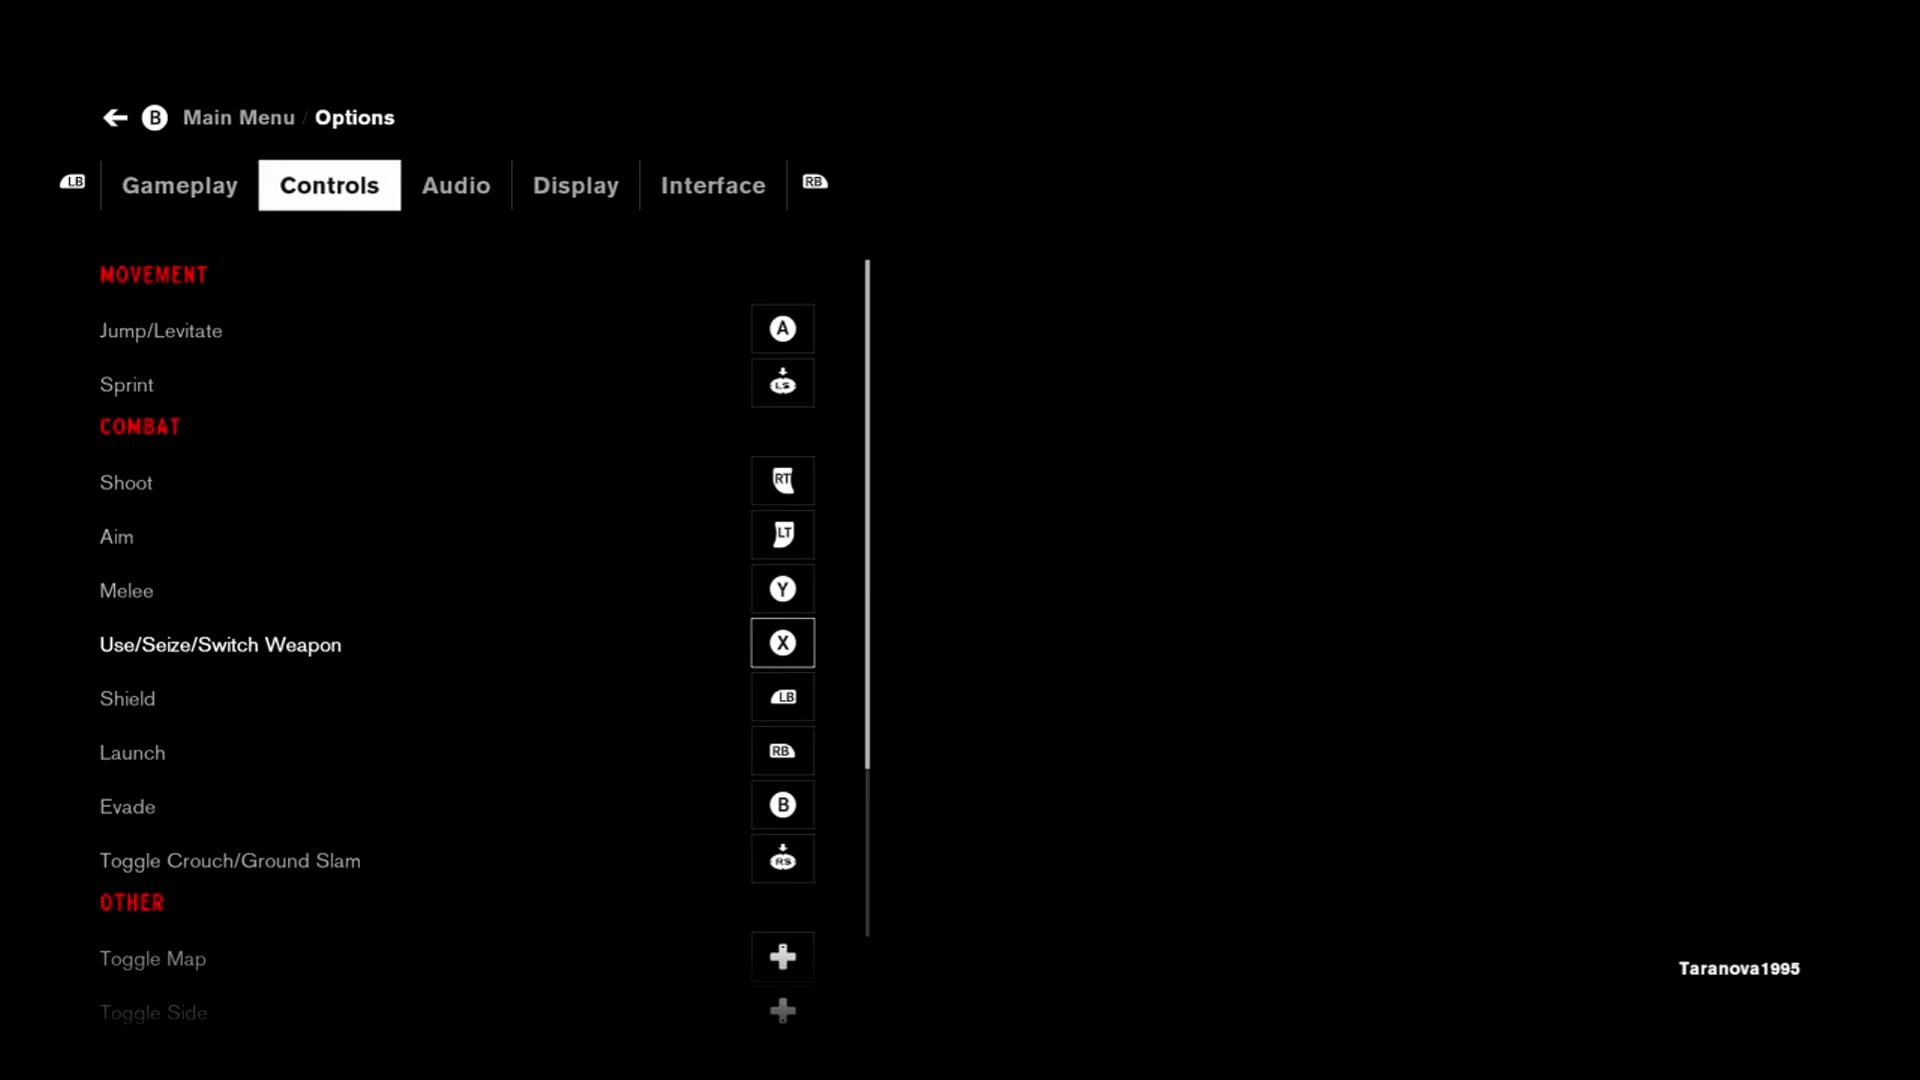 B Main Menu / Options
LB Gameplay Controls Audio Display Interface RB
MOVEMENT
Jump/Levitate A
Sprint LS
COMBAT
Shoot RT
Aim LT
Melee Y
Use/Seize/Switch Weapon X
Shield LB
Launch RB
Evade B
Toggle Crouch/Ground Slam RS
OTHER
Toggle Map
Toggle Side
Taranova1995